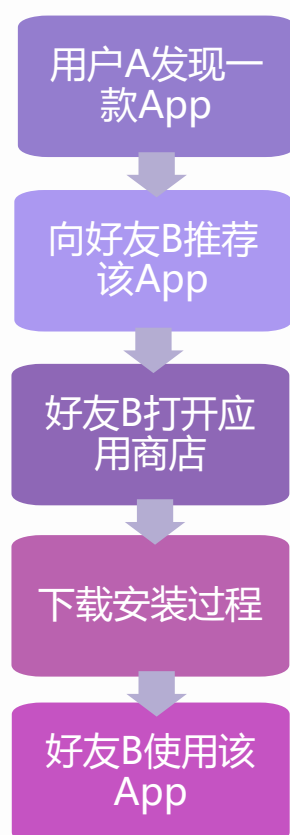 用户A发现一
款App
向好友B推荐
该App
好友B打开应
用商店
下载安装过程
好友B使用该
App